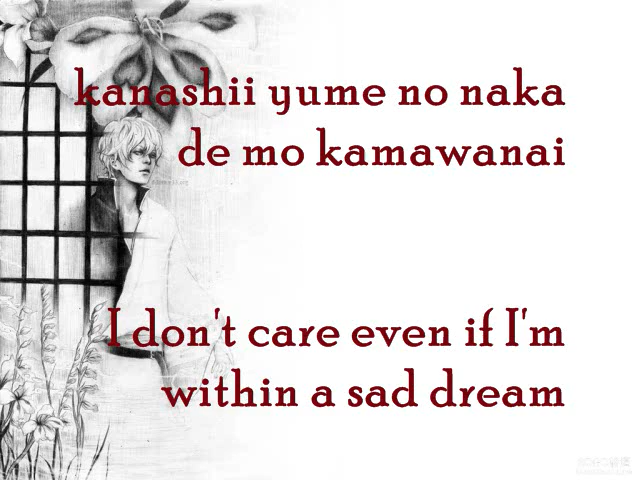 kanashii yume no naka
de mo kamawanai
I don't care even if I'm
within a sad dream